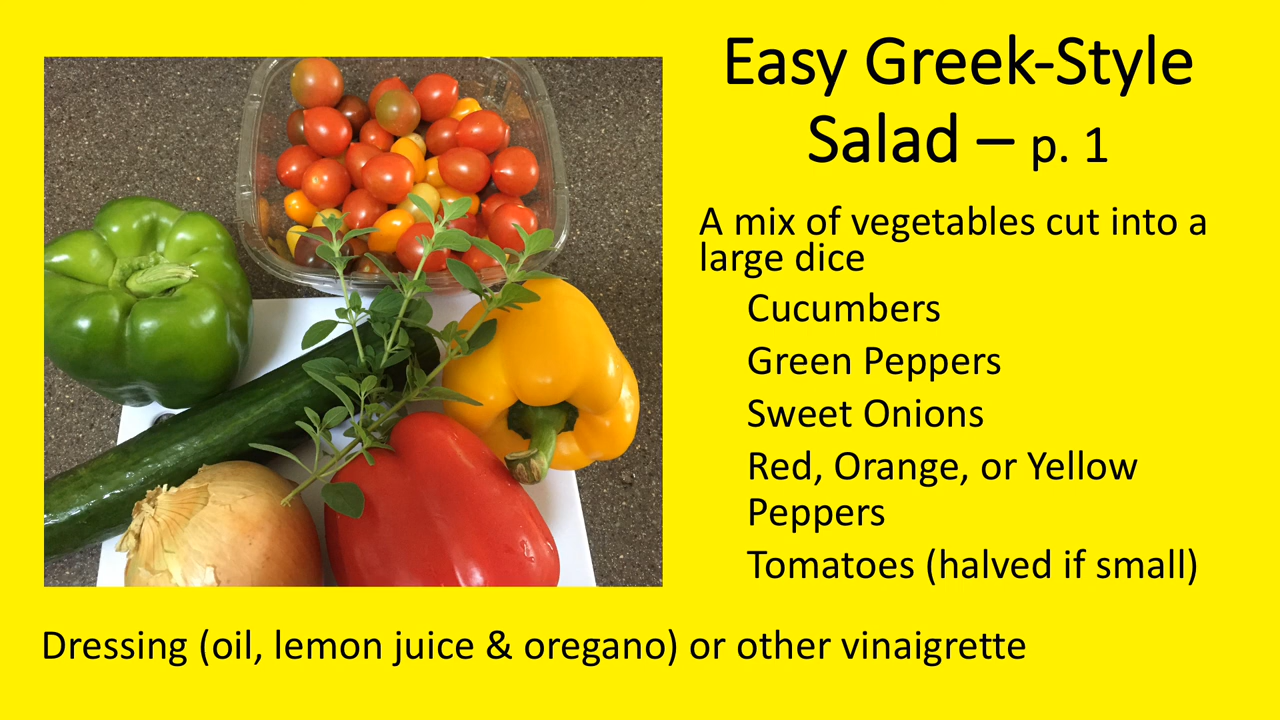 Easy Greek-Style
Salad – p. 1
A mix of vegetables cut into a
large dice
Cucumbers
Green Peppers
Sweet Onions
Red, Orange, or Yellow
Peppers
Tomatoes (halved if small)
Dressing (oil, lemon juice & oregano) or other vinaigrette